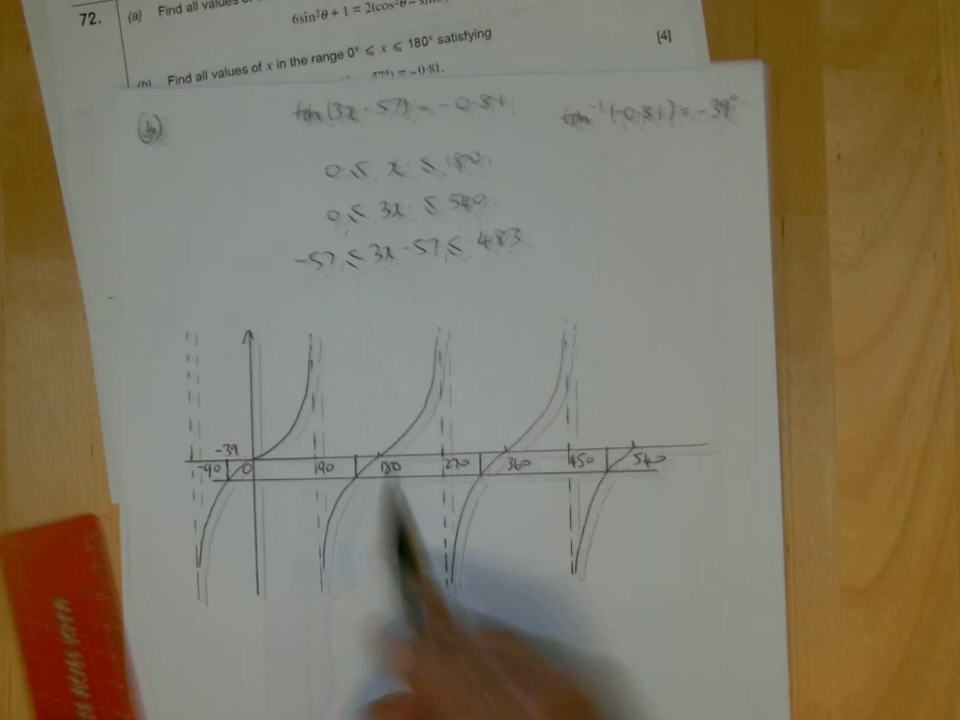 72. (a) Find all values of
6sin²θ + 1 = 2(cos²θ –
[4]
(b) Find all values of x in the range 0° ⩽ x ⩽ 180° satisfying
57°) = –0·81.
(b) tan(3x - 57) = - 0.81 tan⁻¹(-0.81) = -39°
0 ≤ x ≤ 180
0 ≤ 3x ≤ 540
-57 ≤ 3x - 57 ≤ 483
-39
-90 0 90 180 270 360 450 540